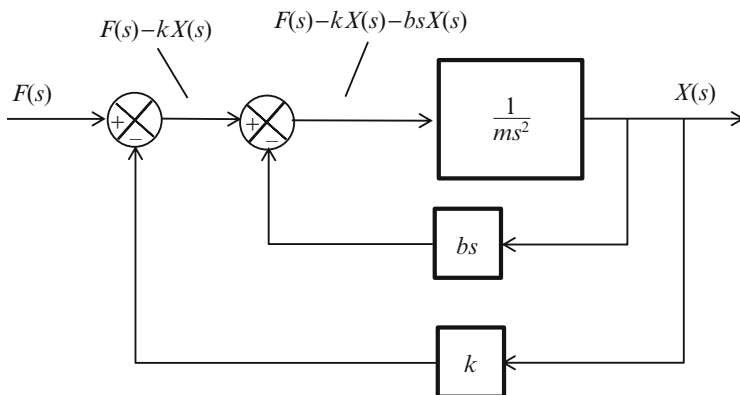 F(s)−kX(s)
F(s)−kX(s)−bsX(s)
F(s)
+
−
+
−
1
ms²
X(s)
bs
k